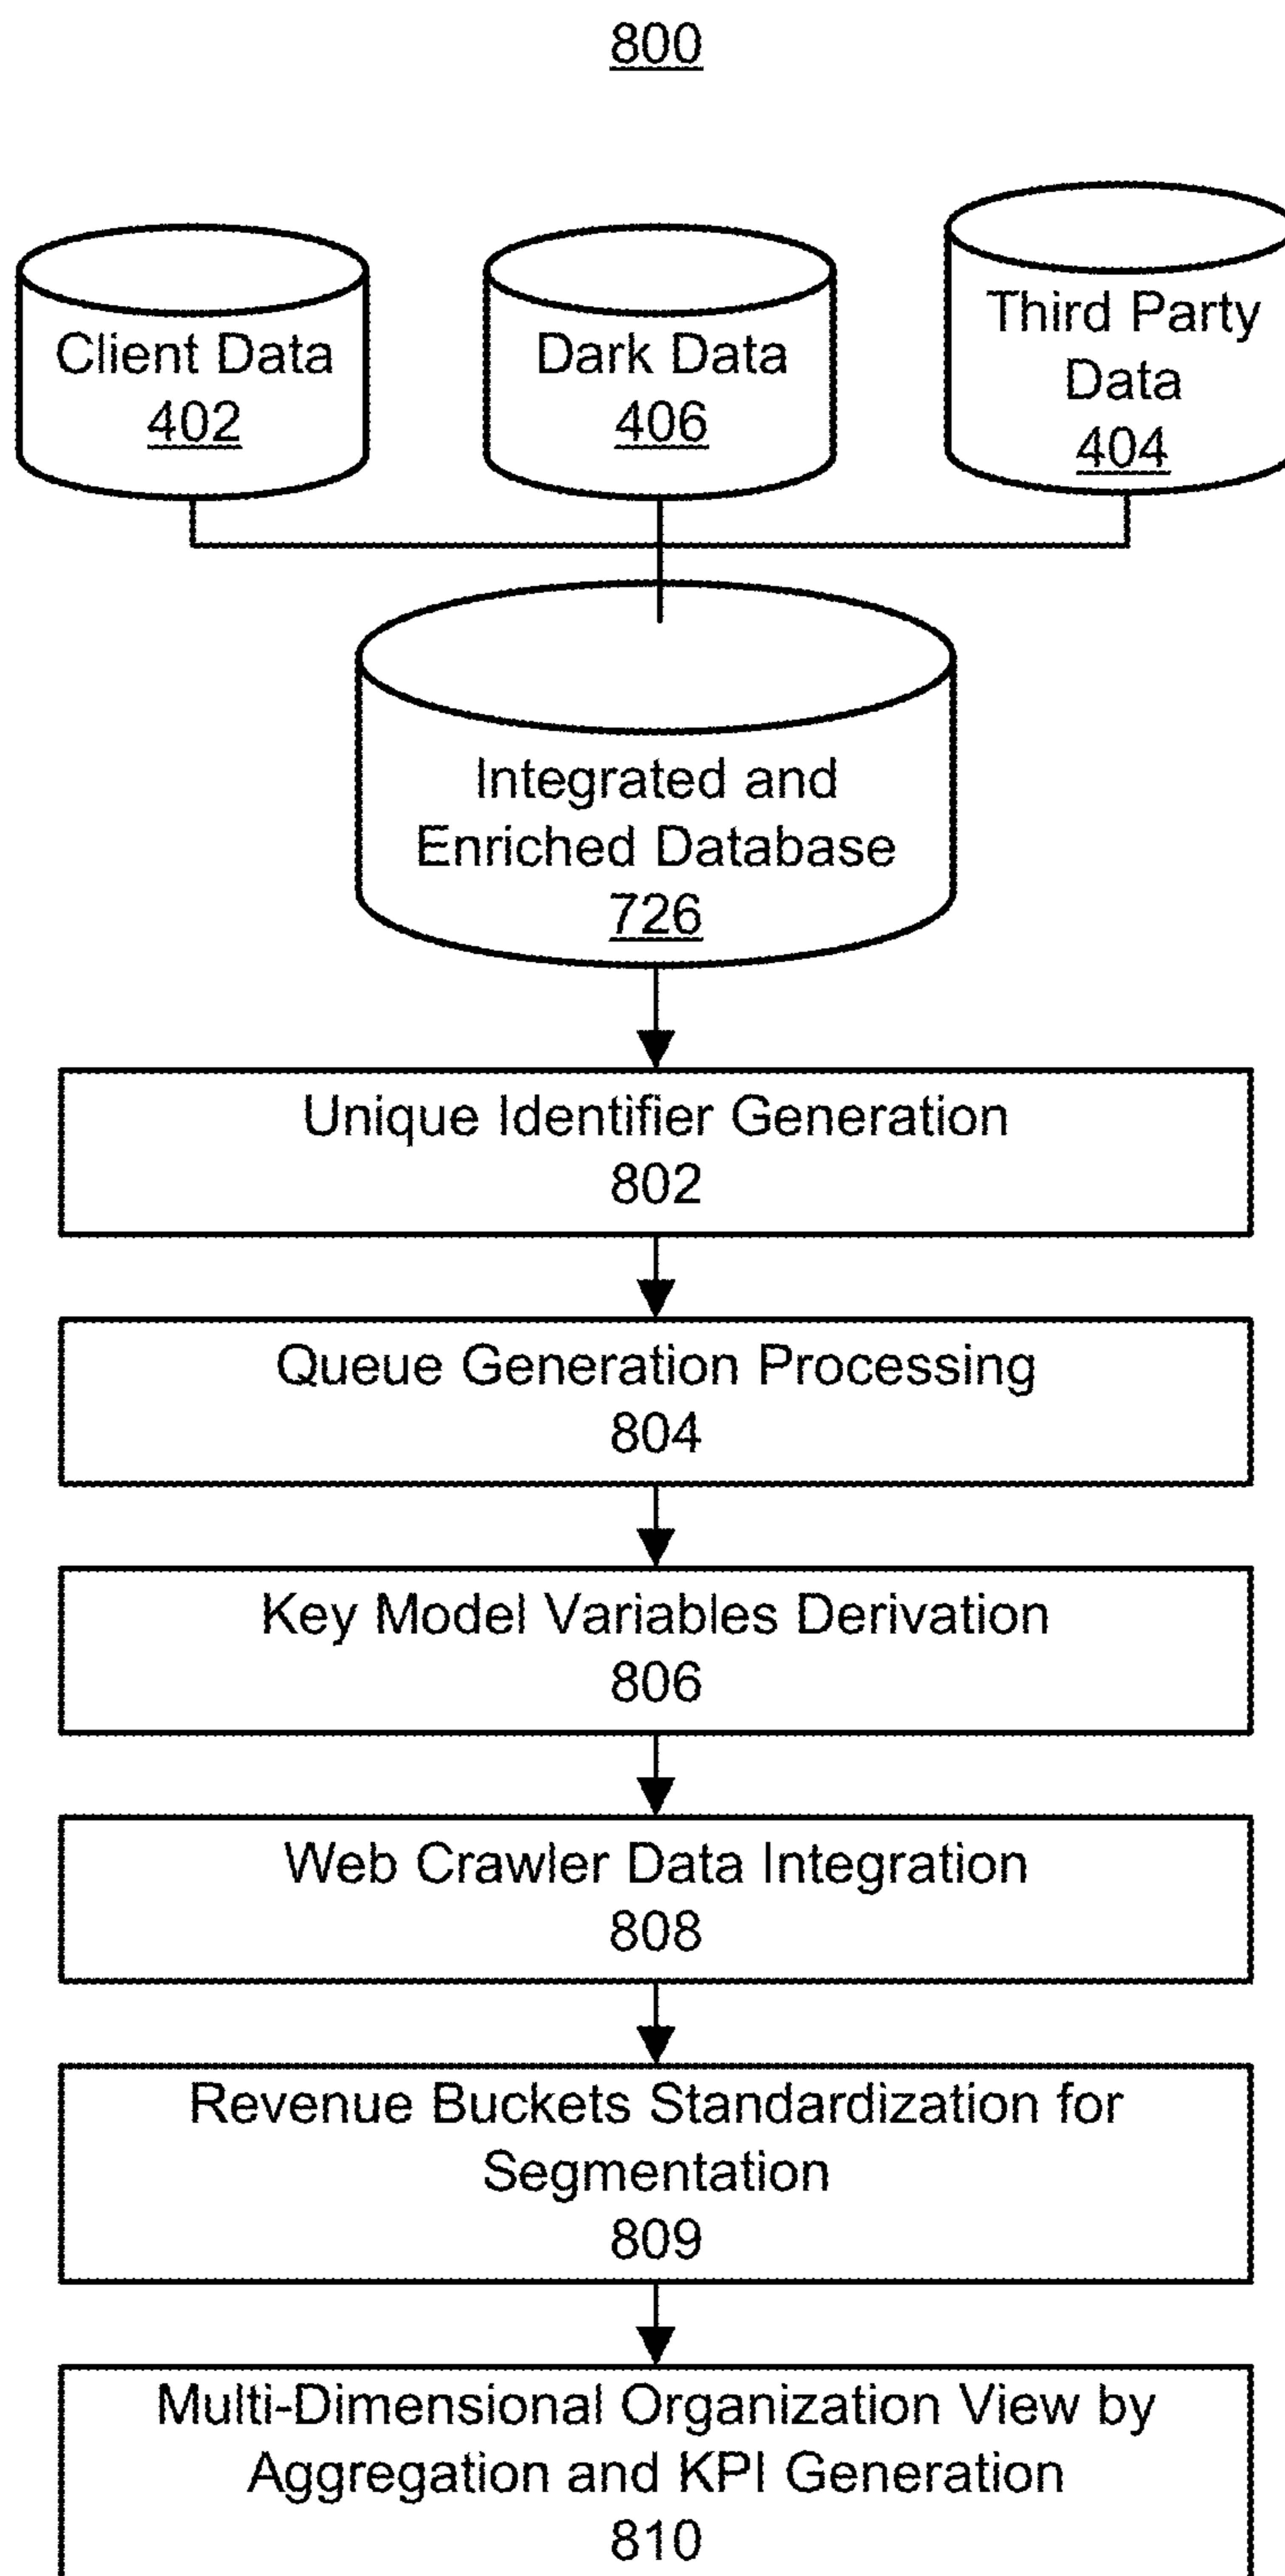 800
Client Data
402
Dark Data
406
Third Party
Data
404
Integrated and
Enriched Database
726
Unique Identifier Generation
802
Queue Generation Processing
804
Key Model Variables Derivation
806
Web Crawler Data Integration
808
Revenue Buckets Standardization for
Segmentation
809
Multi-Dimensional Organization View by
Aggregation and KPI Generation
810